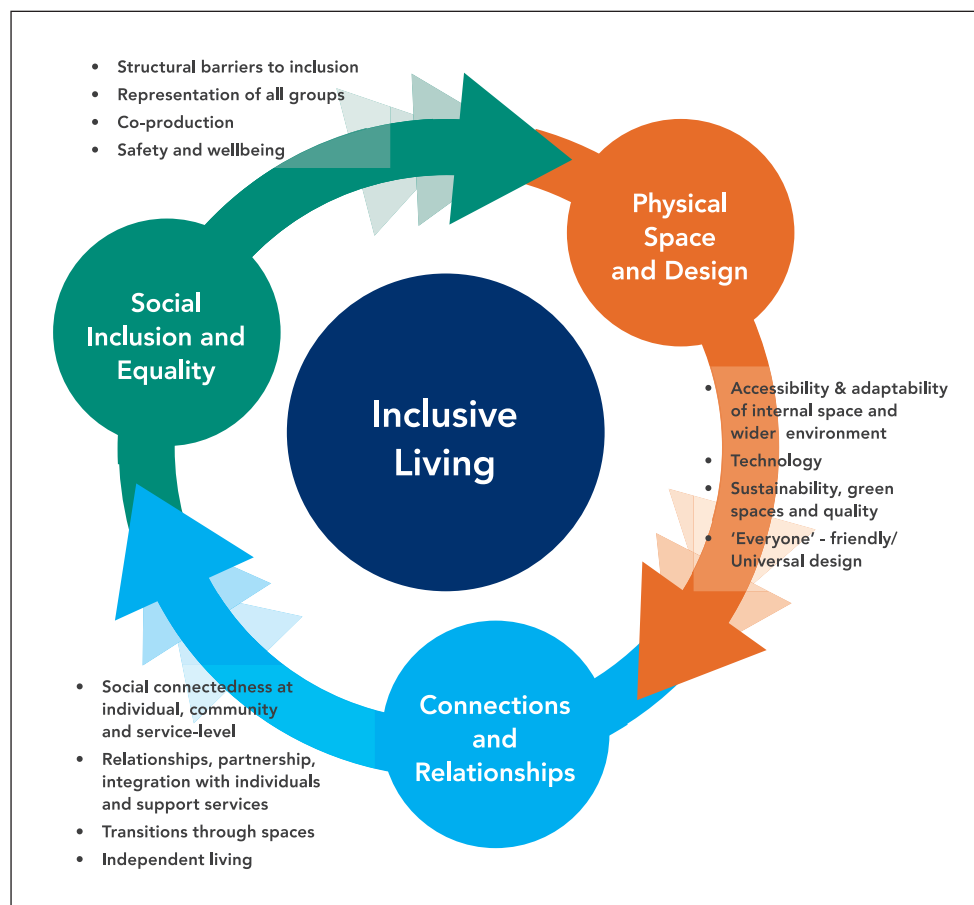 • Structural barriers to inclusion
• Representation of all groups
• Co-production
• Safety and wellbeing
Physical
Space
and Design
Social
Inclusion and
Equality
Inclusive
Living
• Accessibility & adaptability
of internal space and
wider environment
• Technology
• Sustainability, green
spaces and quality
• ‘Everyone’ - friendly/
Universal design
Connections
and
Relationships
• Social connectedness at
individual, community
and service-level
• Relationships, partnership,
integration with individuals
and support services
• Transitions through spaces
• Independent living